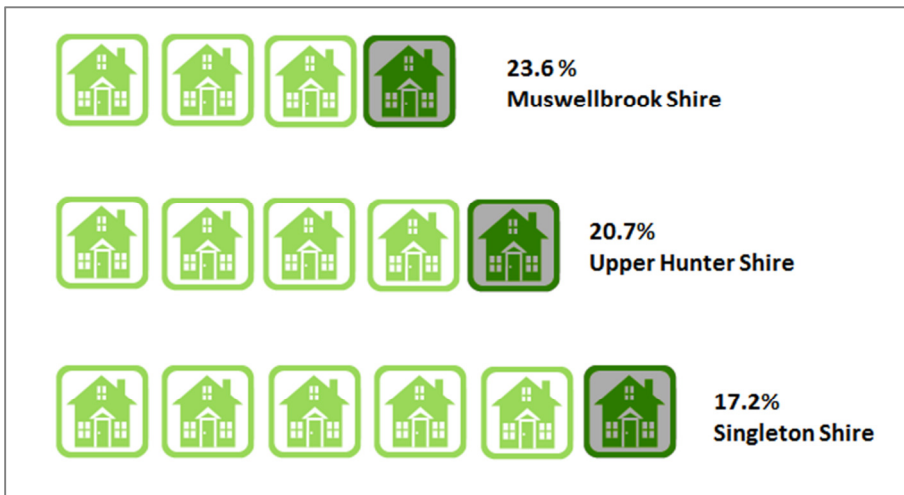 23.6 %
Muswellbrook Shire
20.7%
Upper Hunter Shire
17.2%
Singleton Shire